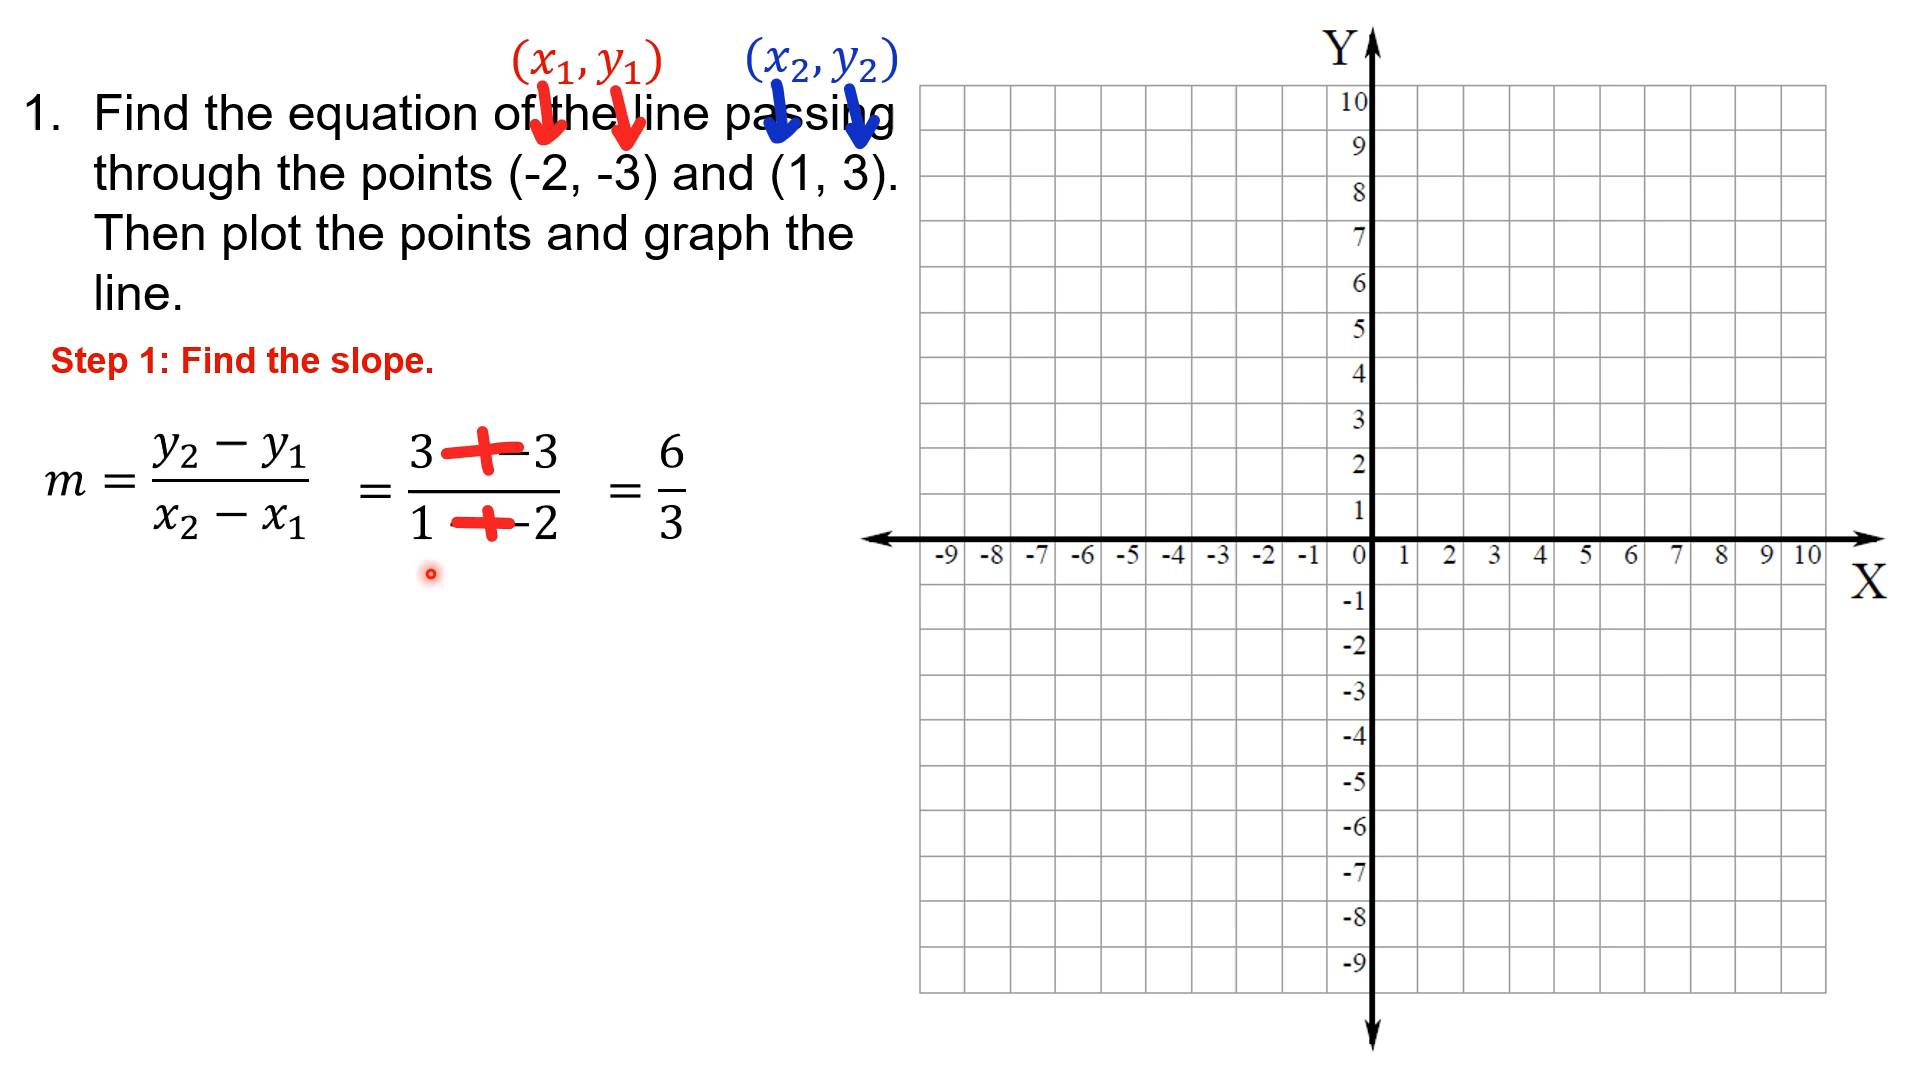 (x₁, y₁) (x₂, y₂)
1. Find the equation of the line passing
through the points (-2, -3) and (1, 3).
Then plot the points and graph the
line.
Step 1: Find the slope.
m = (y₂ − y₁)/(x₂ − x₁) = (3 + −3)/(1 + −2) = 6/3
Y
10
9
8
7
6
5
4
3
2
1
-9 -8 -7 -6 -5 -4 -3 -2 -1 0 1 2 3 4 5 6 7 8 9 10
X
-1
-2
-3
-4
-5
-6
-7
-8
-9